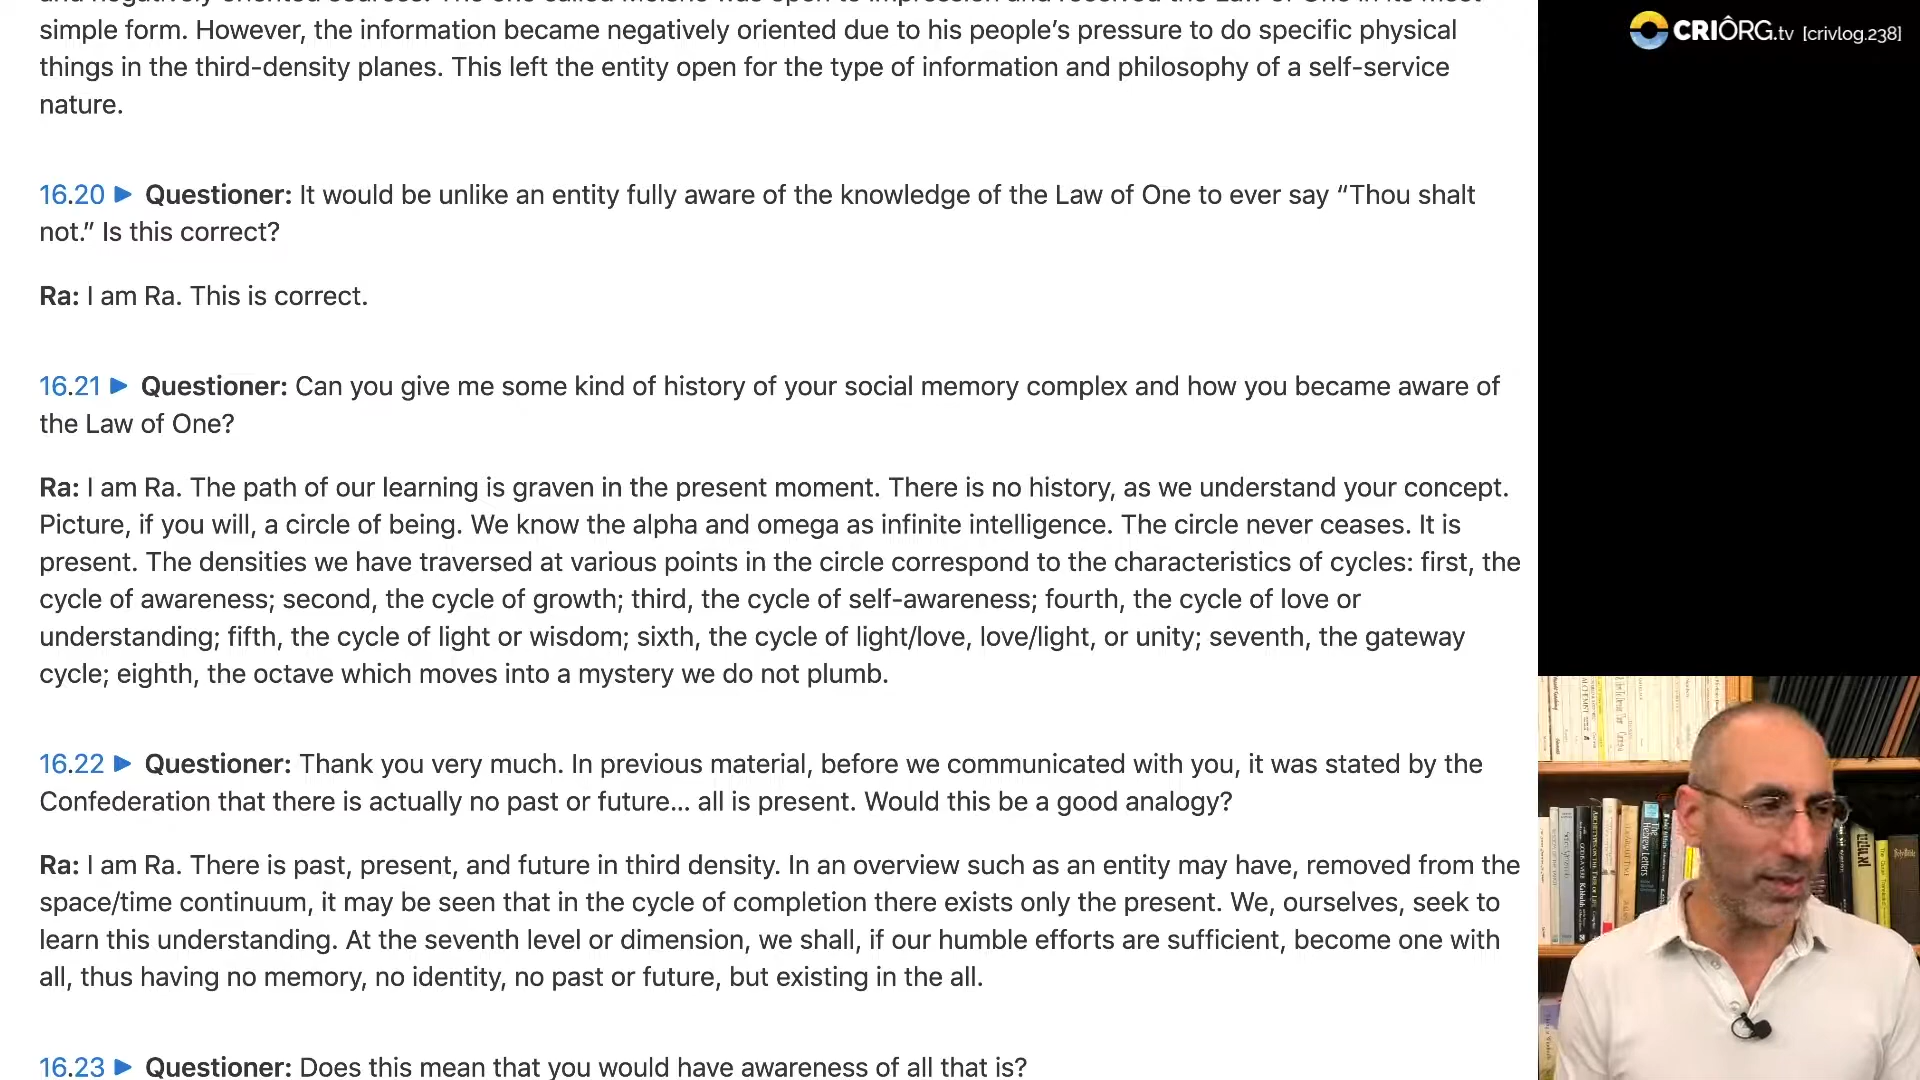 simple form. However, the information became negatively oriented due to his people’s pressure to do specific physical
things in the third-density planes. This left the entity open for the type of information and philosophy of a self-service
nature.
16.20 ► Questioner: It would be unlike an entity fully aware of the knowledge of the Law of One to ever say “Thou shalt
not.” Is this correct?
Ra: I am Ra. This is correct.
16.21 ► Questioner: Can you give me some kind of history of your social memory complex and how you became aware of
the Law of One?
Ra: I am Ra. The path of our learning is graven in the present moment. There is no history, as we understand your concept.
Picture, if you will, a circle of being. We know the alpha and omega as infinite intelligence. The circle never ceases. It is
present. The densities we have traversed at various points in the circle correspond to the characteristics of cycles: first, the
cycle of awareness; second, the cycle of growth; third, the cycle of self-awareness; fourth, the cycle of love or
understanding; fifth, the cycle of light or wisdom; sixth, the cycle of light/love, love/light, or unity; seventh, the gateway
cycle; eighth, the octave which moves into a mystery we do not plumb.
16.22 ► Questioner: Thank you very much. In previous material, before we communicated with you, it was stated by the
Confederation that there is actually no past or future... all is present. Would this be a good analogy?
Ra: I am Ra. There is past, present, and future in third density. In an overview such as an entity may have, removed from the
space/time continuum, it may be seen that in the cycle of completion there exists only the present. We, ourselves, seek to
learn this understanding. At the seventh level or dimension, we shall, if our humble efforts are sufficient, become one with
all, thus having no memory, no identity, no past or future, but existing in the all.
16.23 ► Questioner: Does this mean that you would have awareness of all that is?
CRIÔRG.tv [crivlog.238]
The Hebrew Letters